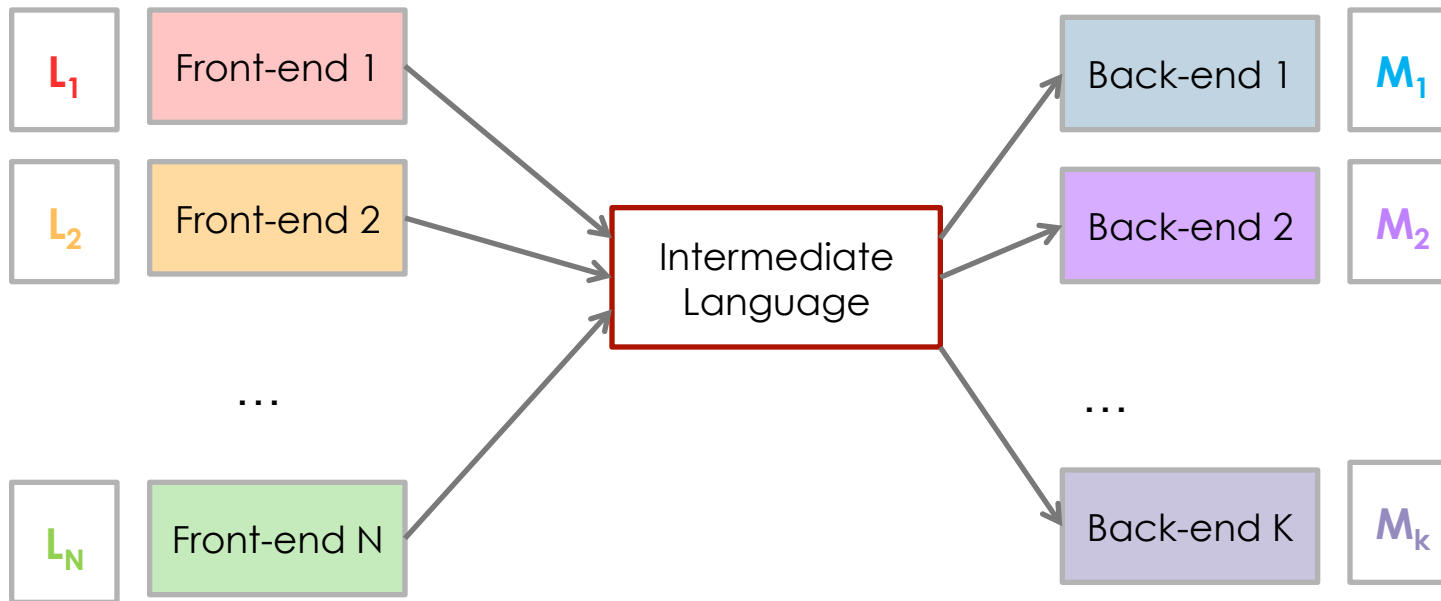 L1 Front-end 1 Back-end 1 M1
L2 Front-end 2 Back-end 2 M2
Intermediate
Language
… …
LN Front-end N Back-end K Mk